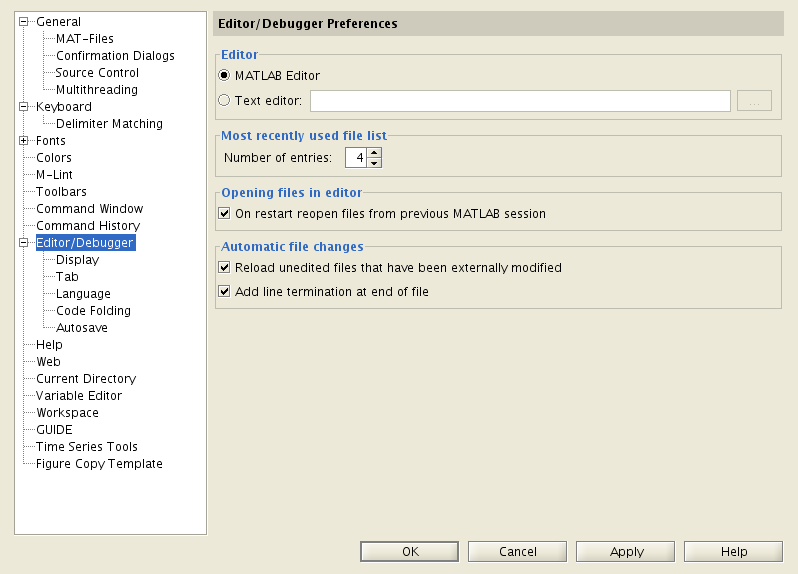 General
MAT-Files
Confirmation Dialogs
Source Control
Multithreading
Keyboard
Delimiter Matching
Fonts
Colors
M-Lint
Toolbars
Command Window
Command History
Editor/Debugger
Display
Tab
Language
Code Folding
Autosave
Help
Web
Current Directory
Variable Editor
Workspace
GUIDE
Time Series Tools
Figure Copy Template
Editor/Debugger Preferences
Editor
MATLAB Editor
Text editor: ...
Most recently used file list
Number of entries: 4
Opening files in editor
On restart reopen files from previous MATLAB session
Automatic file changes
Reload unedited files that have been externally modified
Add line termination at end of file
OK Cancel Apply Help